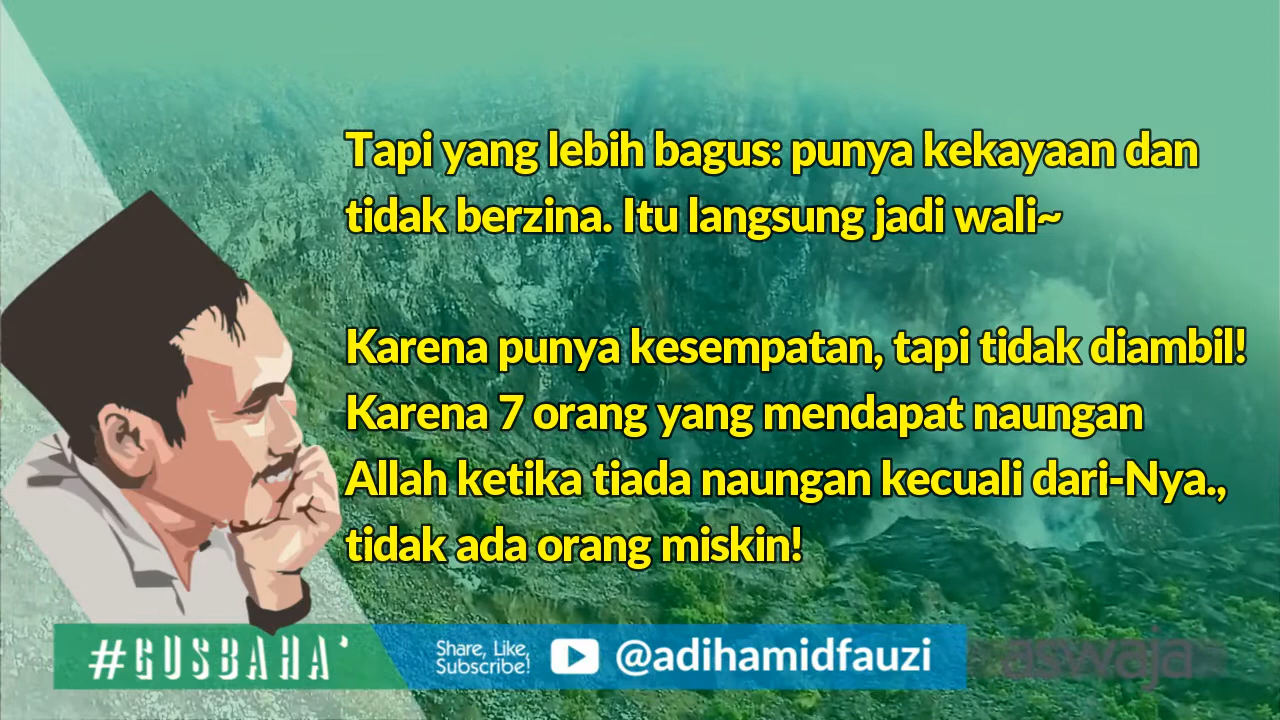 Tapi yang lebih bagus: punya kekayaan dan
tidak berzina. Itu langsung jadi wali~
Karena punya kesempatan, tapi tidak diambil!
Karena 7 orang yang mendapat naungan
Allah ketika tiada naungan kecuali dari-Nya.,
tidak ada orang miskin!
#GUSBAHA'
Share, Like,
Subscribe!
@adihamidfauzi
aswaja